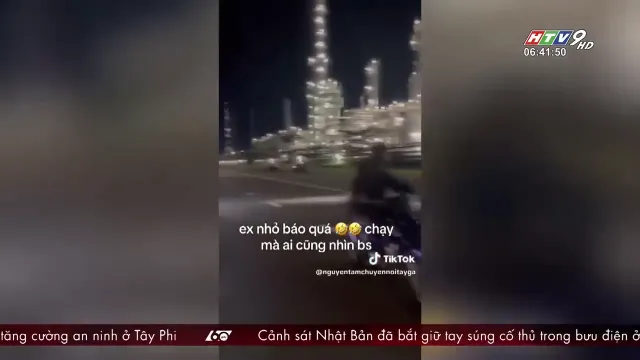 HTV9HD
06:41:50
ex nhỏ báo quá 🤣🤣 chạy
mà ai cũng nhìn bs
TikTok
@nguyentamchuyennoitayga
tăng cường an ninh ở Tây Phi
60
Cảnh sát Nhật Bản đã bắt giữ tay súng cố thủ trong bưu điện ở